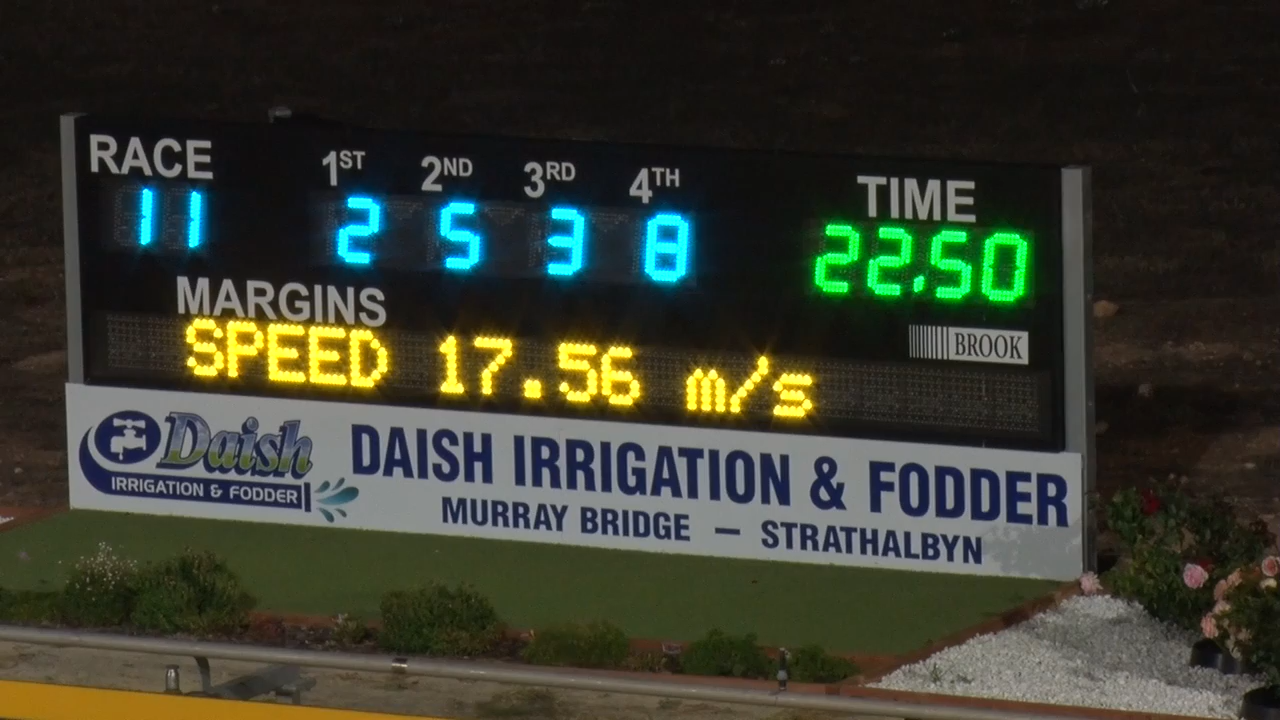 RACE 1ST 2ND 3RD 4TH TIME
11 2 5 3 8 22.50
MARGINS
BROOK
SPEED 17.56 m/s
Daish
IRRIGATION & FODDER
DAISH IRRIGATION & FODDER
MURRAY BRIDGE — STRATHALBYN